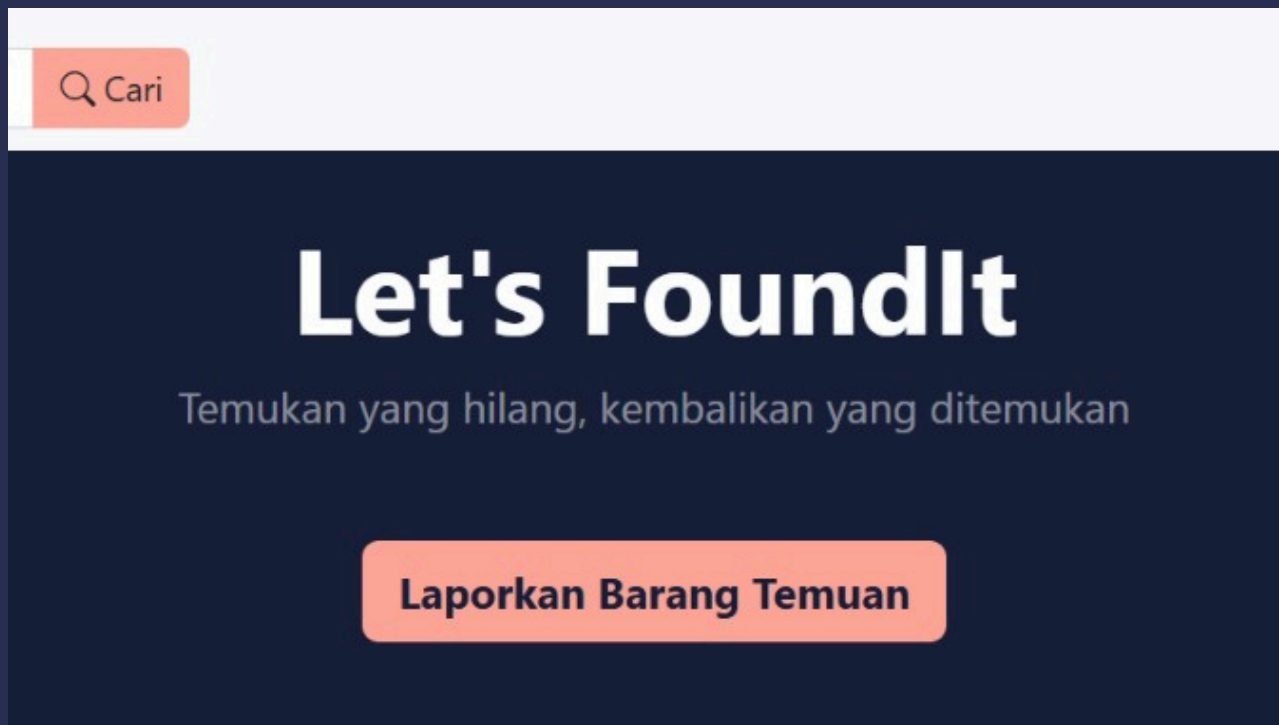 Cari
Let's FoundIt
Temukan yang hilang, kembalikan yang ditemukan
Laporkan Barang Temuan